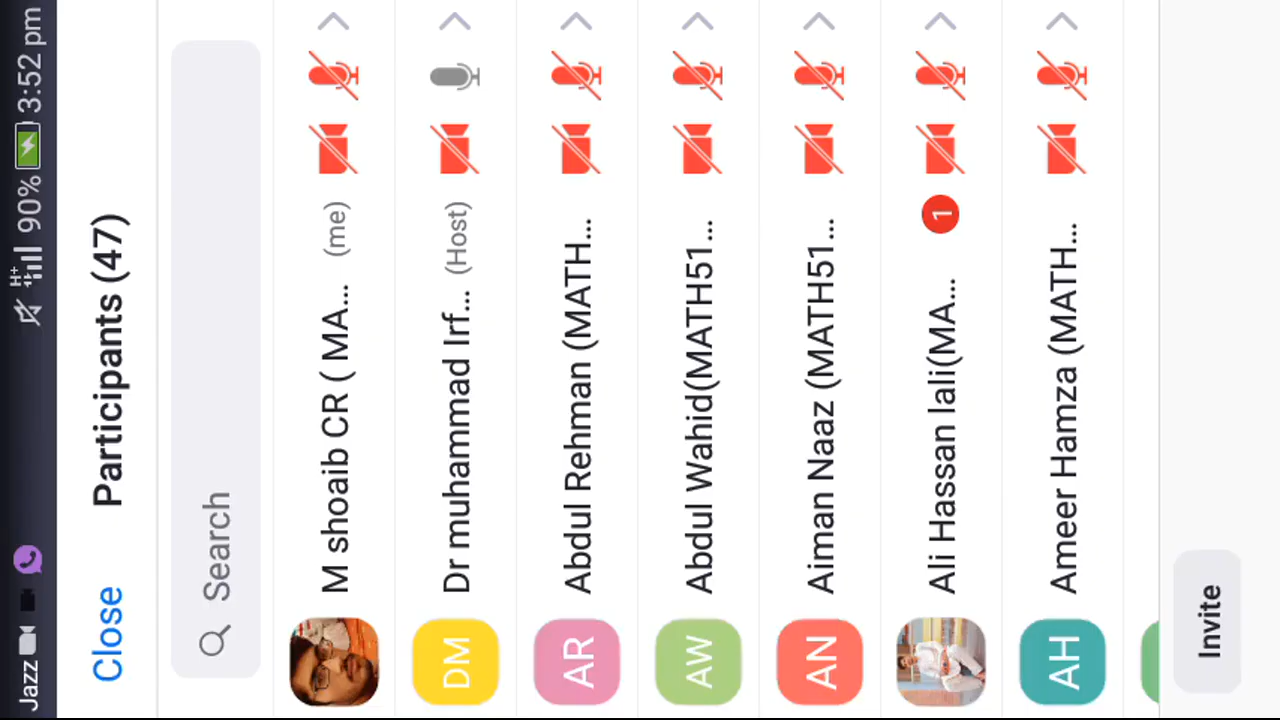 Jazz H+ 90% 3:52 pm
Close Participants (47)
Search
M shoaib CR ( MA... (me)
DM Dr muhammad Irf... (Host)
AR Abdul Rehman (MATH...
AW Abdul Wahid(MATH51...
AN Aiman Naaz (MATH51...
Ali Hassan lali(MA... 1
AH Ameer Hamza (MATH...
Invite